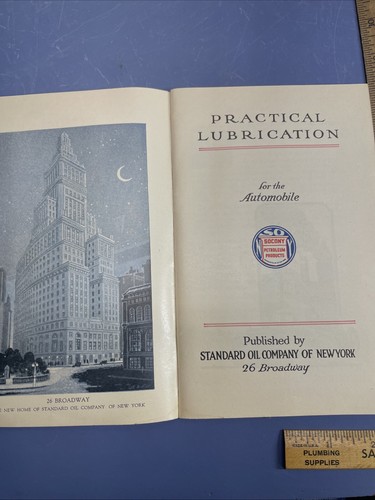 26 BROADWAY
NEW HOME OF STANDARD OIL COMPANY OF NEW YORK
PRACTICAL
LUBRICATION
for the
Automobile
SOCONY
PETROLEUM
PRODUCTS
Published by
STANDARD OIL COMPANY OF NEW YORK
26 Broadway
PLUMBING
SUPPLIES
SA